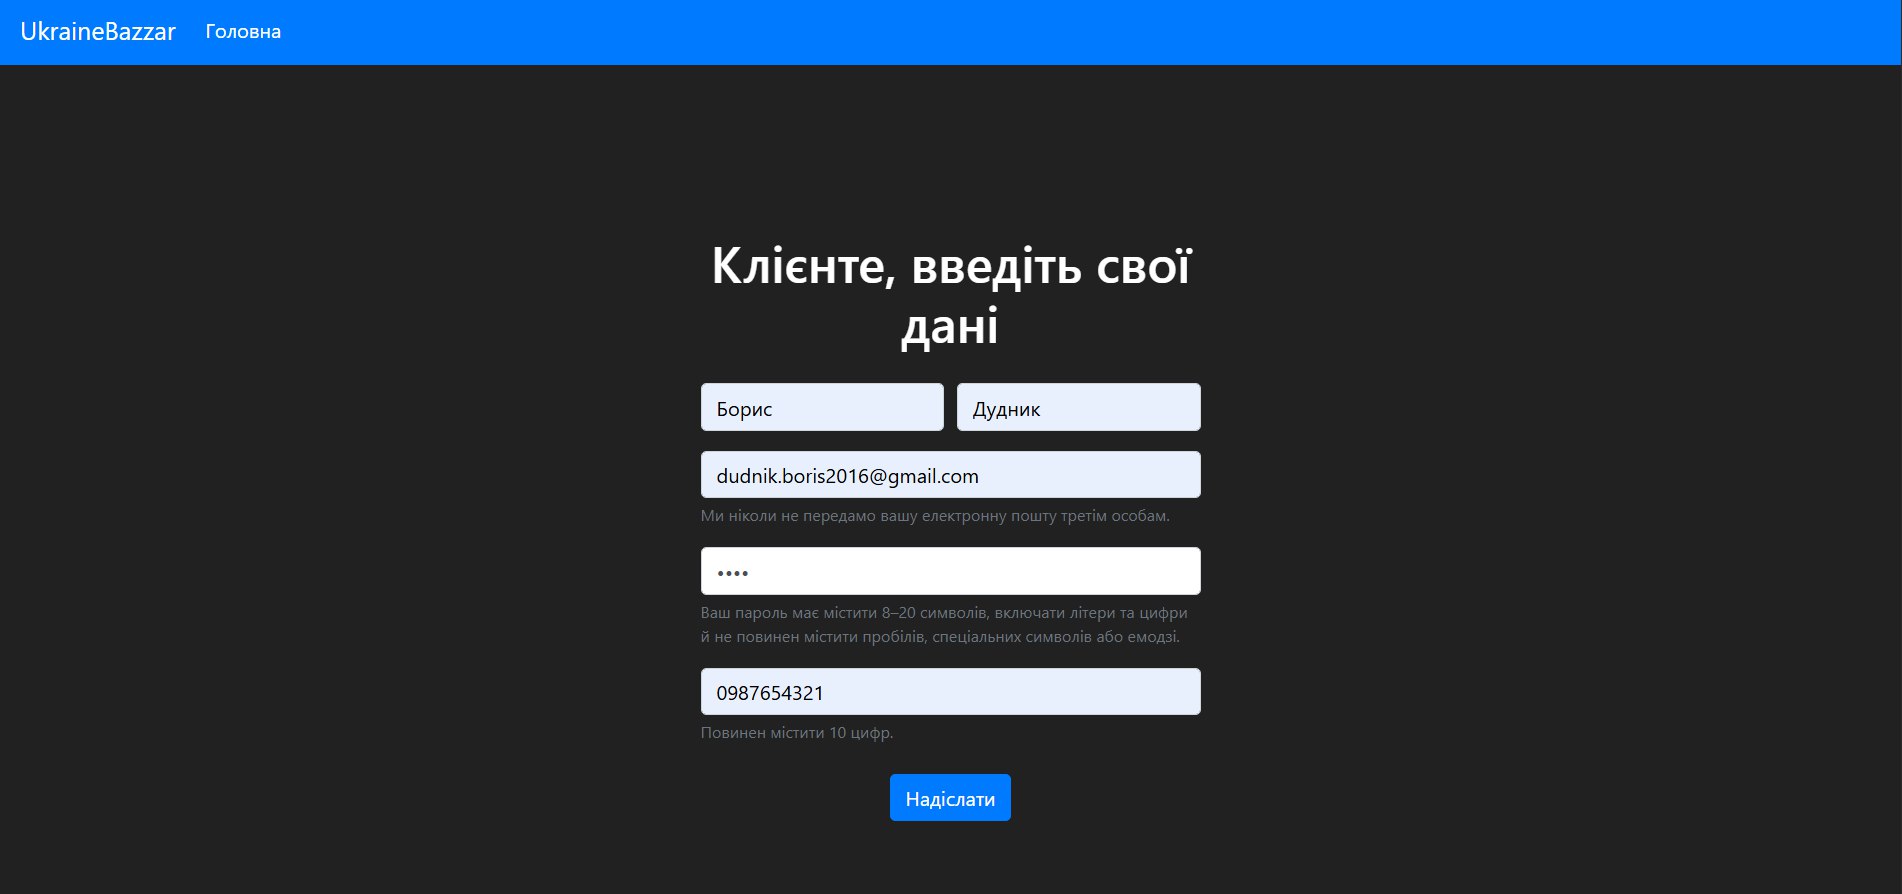 UkraineBazzar Головна
Клієнте, введіть свої
дані
Борис Дудник
dudnik.boris2016@gmail.com
Ми ніколи не передамо вашу електронну пошту третім особам.
••••
Ваш пароль має містити 8–20 символів, включати літери та цифри
й не повинен містити пробілів, спеціальних символів або емодзі.
0987654321
Повинен містити 10 цифр.
Надіслати